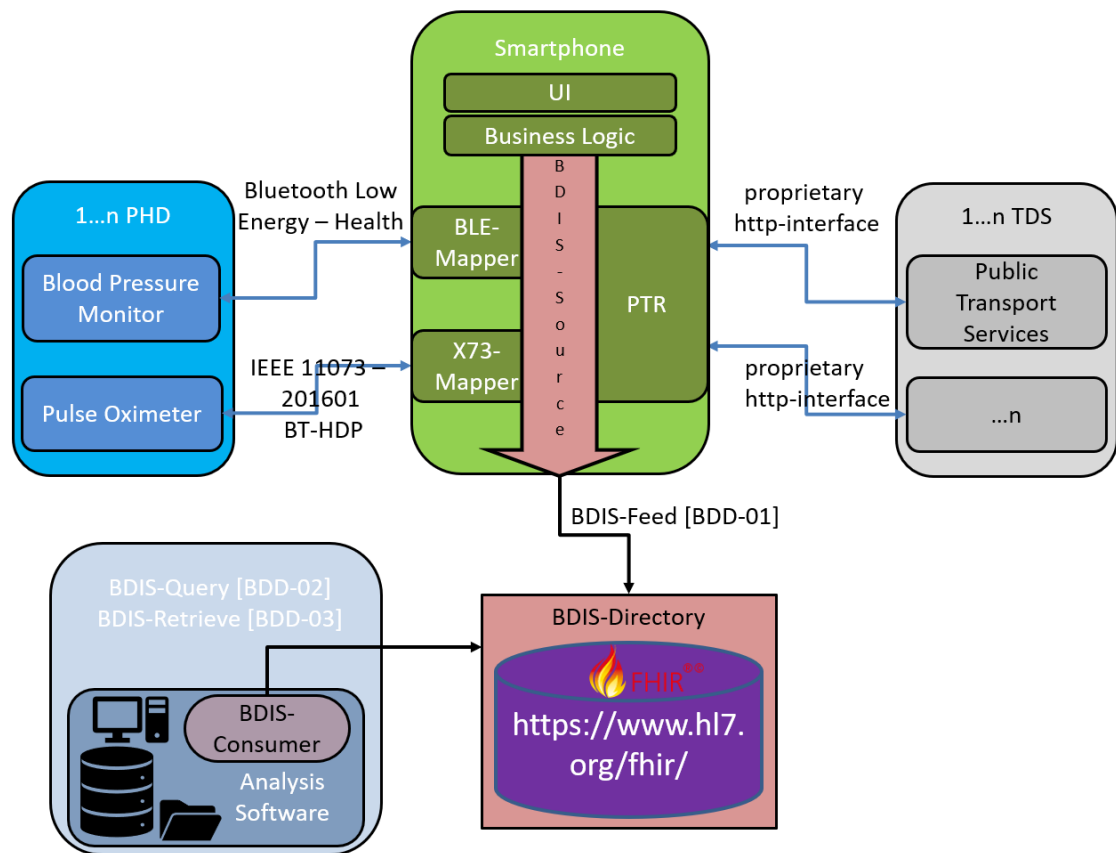 Smartphone
UI
Business Logic
BDIS-Source
Bluetooth Low
Energy – Health
proprietary
http-interface
1...n PHD
1...n TDS
BLE-
Mapper
Blood Pressure
Monitor
PTR
Public
Transport
Services
X73-
Mapper
IEEE 11073 –
201601
BT-HDP
proprietary
http-interface
Pulse Oximeter
...n
BDIS-Feed [BDD-01]
BDIS-Query [BDD-02]
BDIS-Retrieve [BDD-03]
BDIS-Directory
FHIR**
https://www.hl7.
org/fhir/
BDIS-
Consumer
Analysis
Software